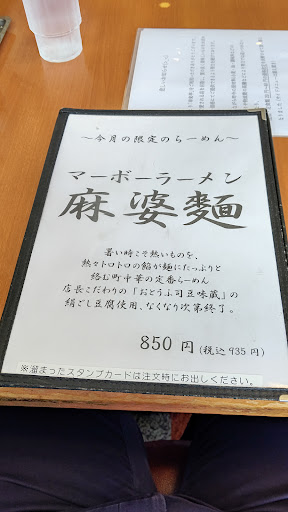 ～今月の限定のらーめん～
マーボーラーメン
麻婆麵
暑い時こそ熱いものを、
熱々トロトロの餡が麺にたっぷりと
絡む町中華の定番らーめん
店長こだわりの「おとうふ司豆味蔵」の
絹ごし豆腐使用、なくなり次第終了。
850円(税込935円)
※溜まったスタンプカードは注文時にお出しください。